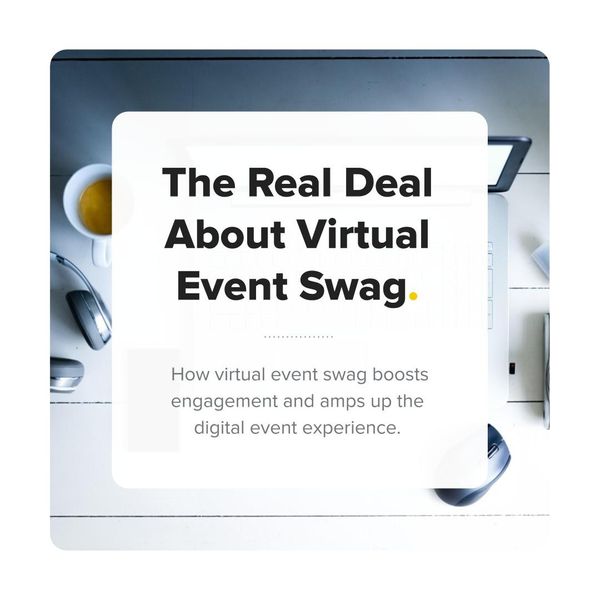 The Real Deal
About Virtual
Event Swag.
How virtual event swag boosts
engagement and amps up the
digital event experience.